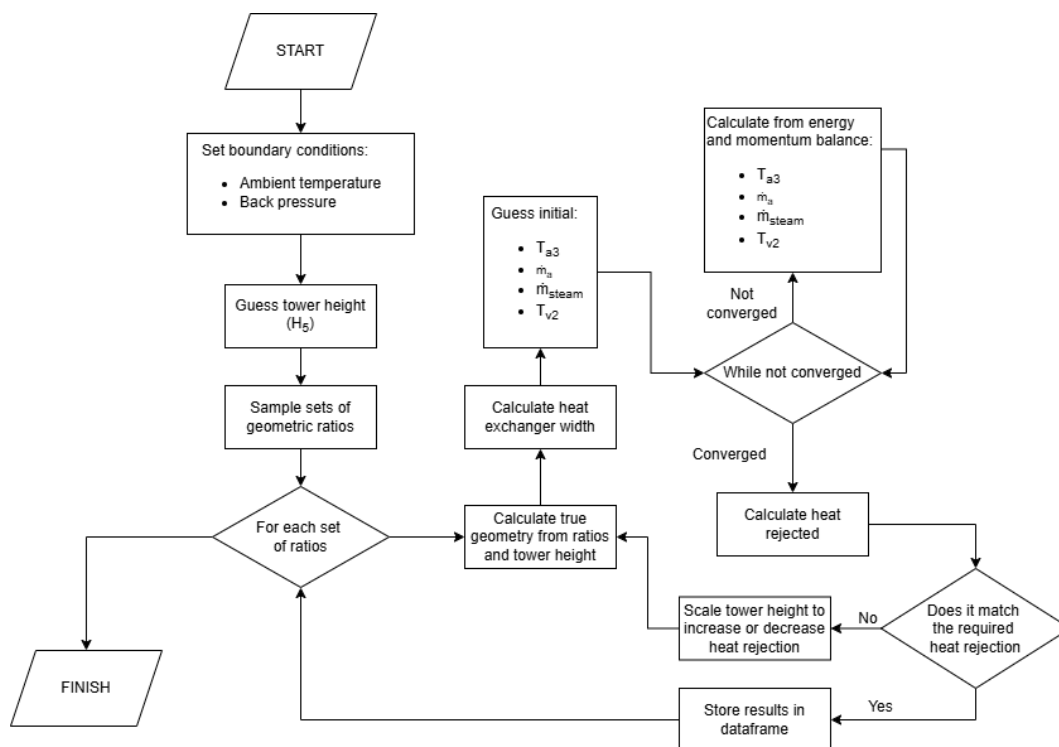 START
Set boundary conditions:
• Ambient temperature
• Back pressure
Guess tower height
(H₅)
Sample sets of
geometric ratios
For each set
of ratios
FINISH
Calculate true
geometry from ratios
and tower height
Calculate heat
exchanger width
Guess initial:
• Tₐ₃
• ṁₐ
• ṁsteam
• Tᵥ₂
While not converged
Not
converged
Calculate from energy
and momentum balance:
• Tₐ₃
• ṁₐ
• ṁsteam
• Tᵥ₂
Converged
Calculate heat
rejected
Does it match
the required
heat rejection
No
Scale tower height to
increase or decrease
heat rejection
Yes
Store results in
dataframe